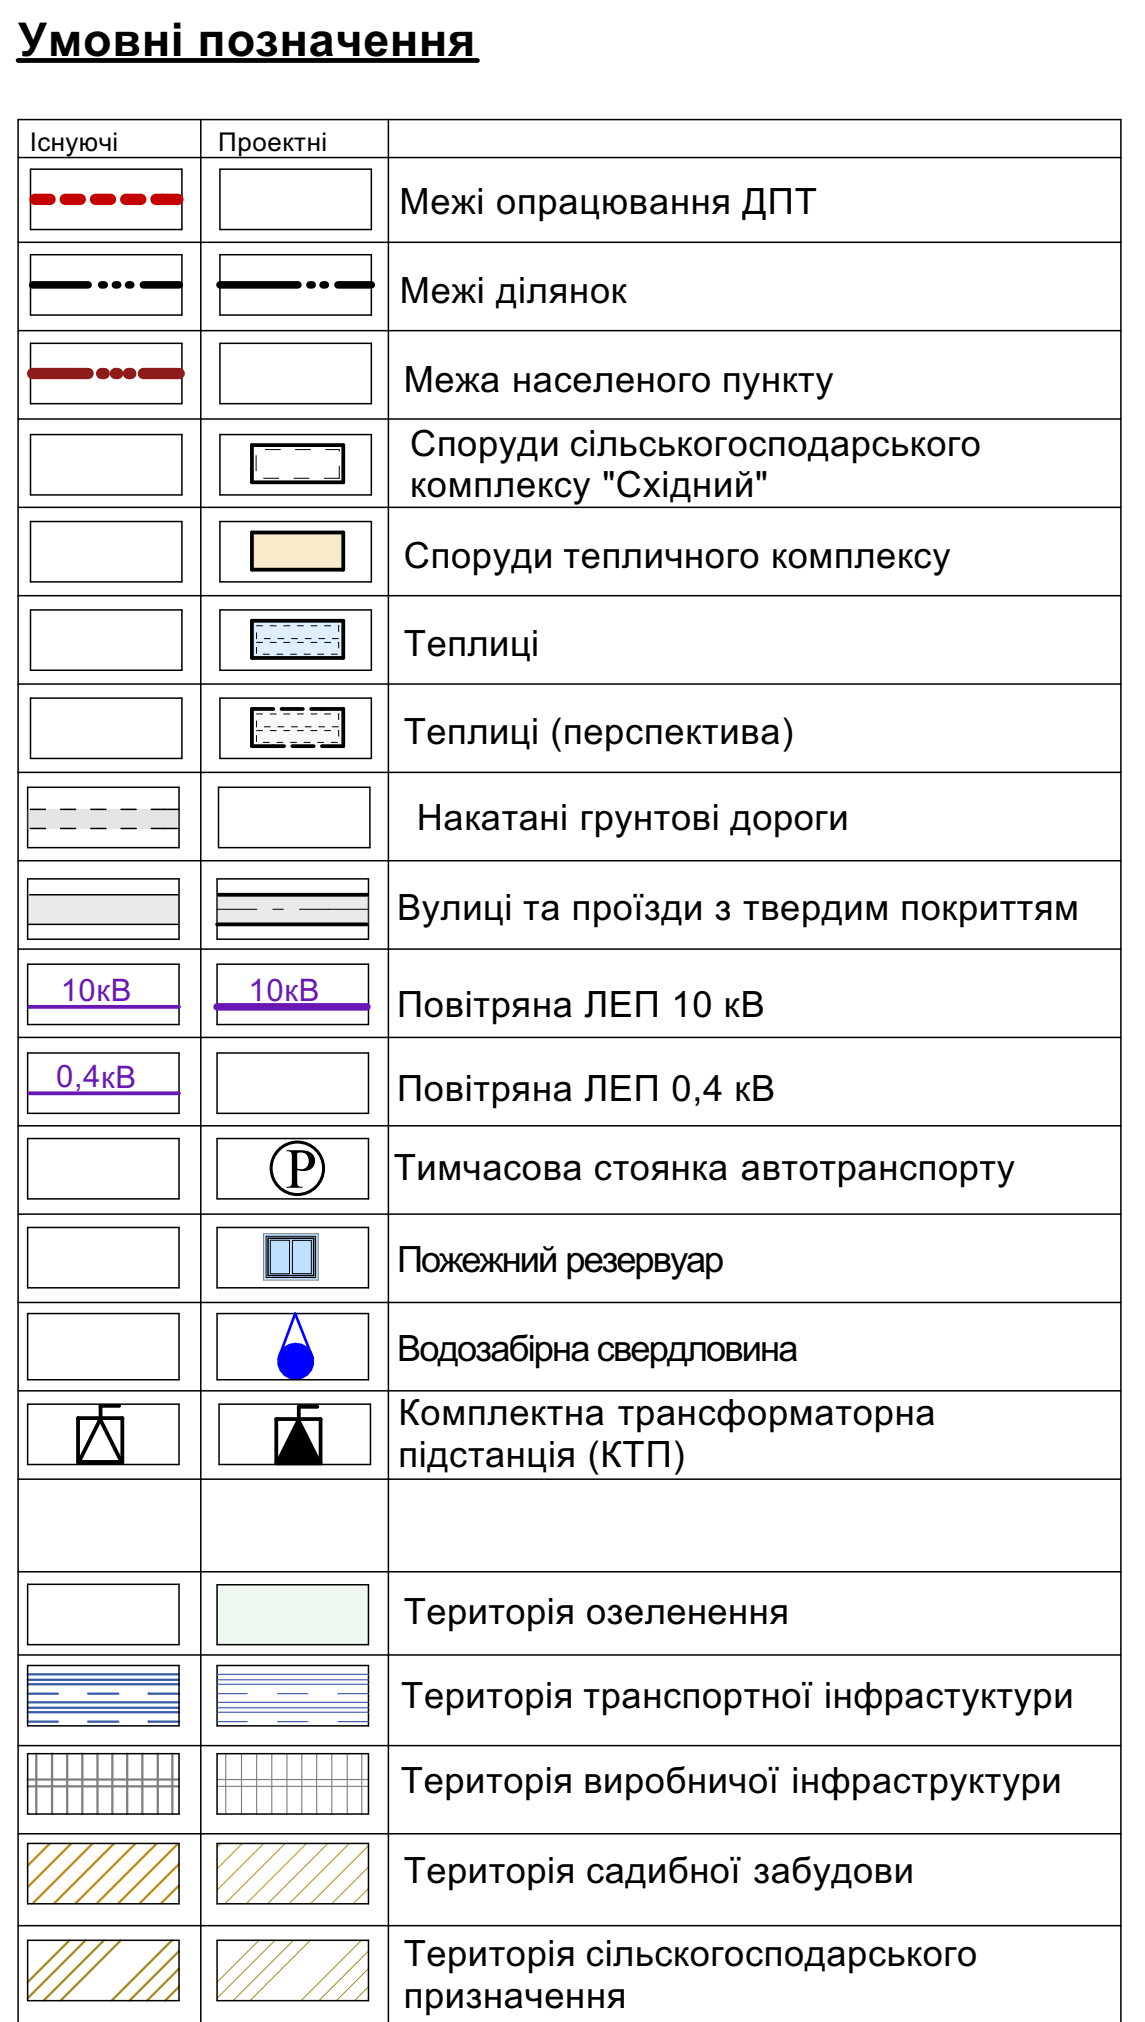 Умовні позначення
Існуючі Проектні
Межі опрацювання ДПТ
Межі ділянок
Межа населеного пункту
Споруди сільського­сподарського
комплексу "Східний"
Споруди тепличного комплексу
Теплиці
Теплиці (перспектива)
Накатані грунтові дороги
Вулиці та проїзди з твердим покриттям
10кВ 10кВ Повітряна ЛЕП 10 кВ
0,4кВ Повітряна ЛЕП 0,4 кВ
P Тимчасова стоянка автотранспорту
Пожежний резервуар
Водозабірна свердловина
Комплектна трансформаторна
підстанція (КТП)
Територія озеленення
Територія транспортної інфрастуктури
Територія виробничої інфраструктури
Територія садибної забудови
Територія сільскогосподарського
призначення